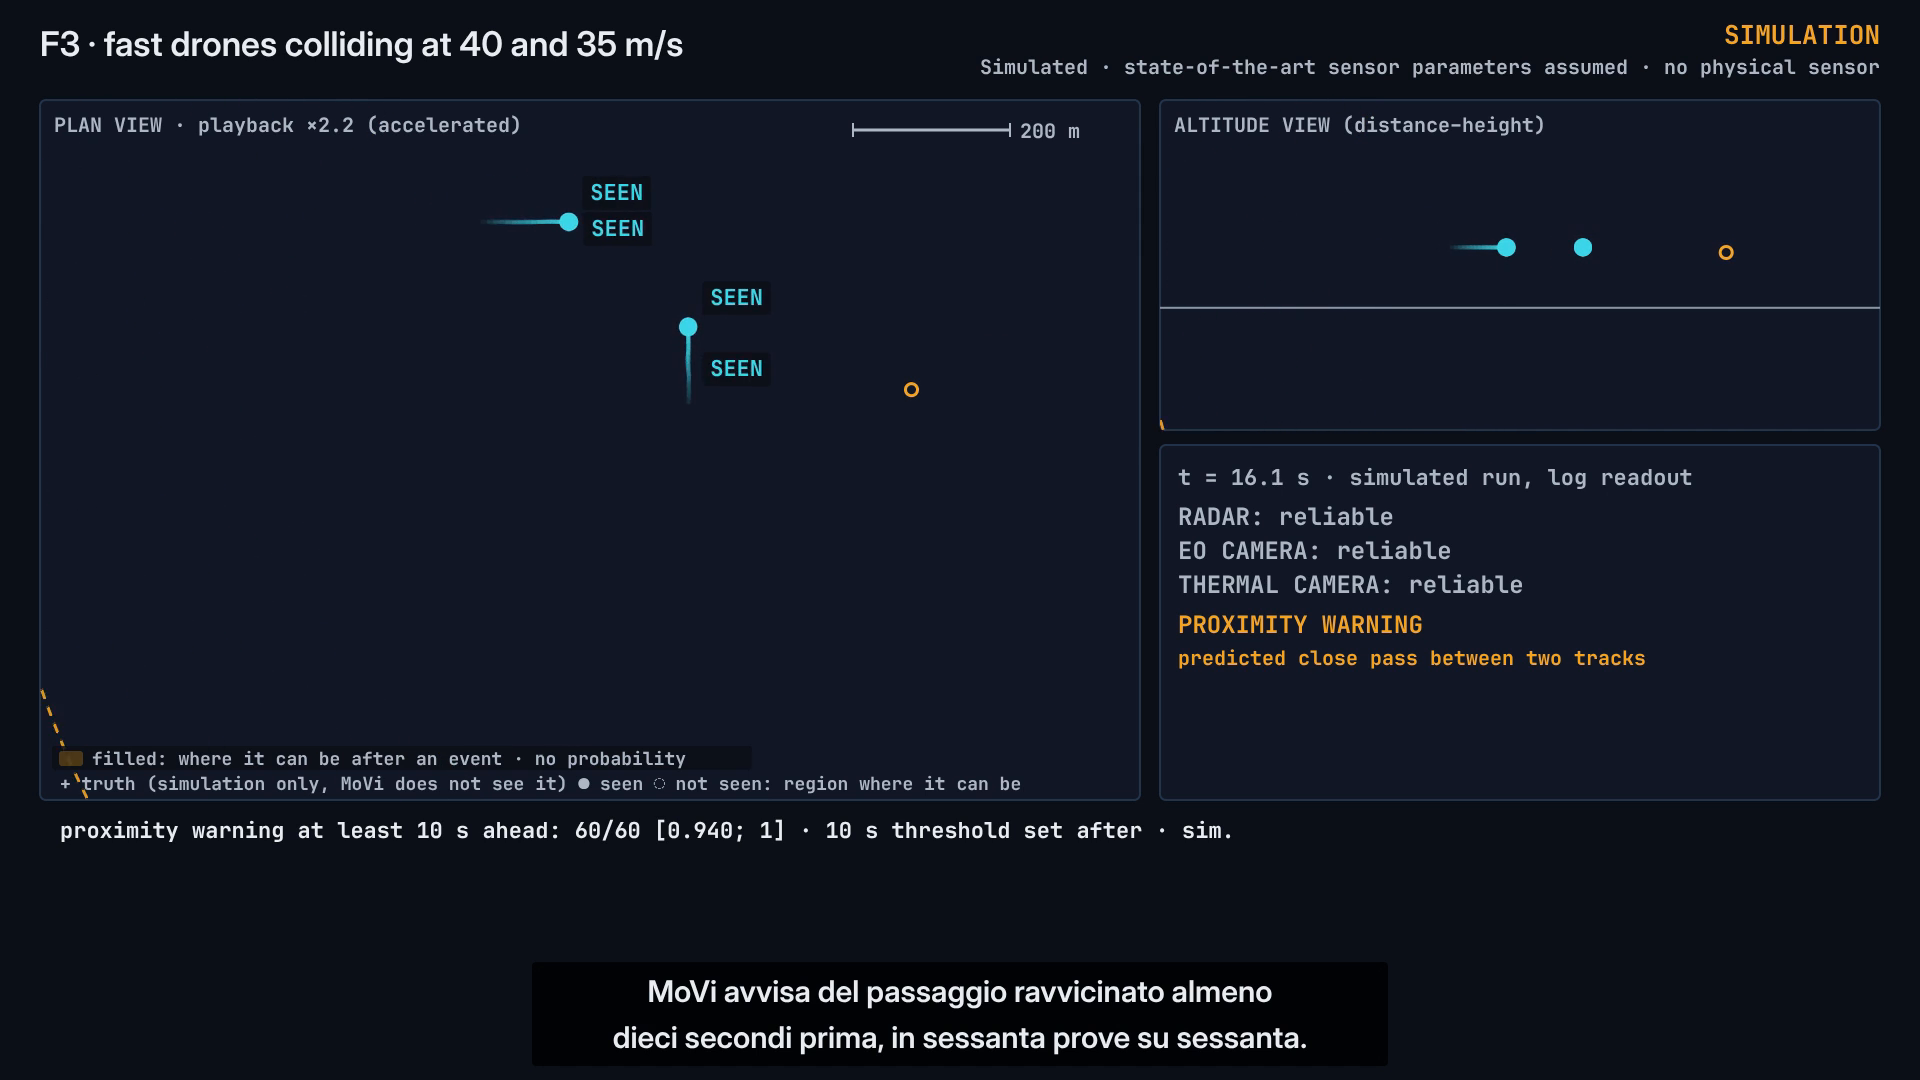 F3 · fast drones colliding at 40 and 35 m/s
SIMULATION
Simulated · state-of-the-art sensor parameters assumed · no physical sensor
PLAN VIEW · playback ×2.2 (accelerated)
200 m
SEEN
SEEN
SEEN
SEEN
filled: where it can be after an event · no probability
+ truth (simulation only, MoVi does not see it) ● seen ◌ not seen: region where it can be
ALTITUDE VIEW (distance-height)
t = 16.1 s · simulated run, log readout
RADAR: reliable
EO CAMERA: reliable
THERMAL CAMERA: reliable
PROXIMITY WARNING
predicted close pass between two tracks
proximity warning at least 10 s ahead: 60/60 [0.940; 1] · 10 s threshold set after · sim.
MoVi avvisa del passaggio ravvicinato almeno
dieci secondi prima, in sessanta prove su sessanta.